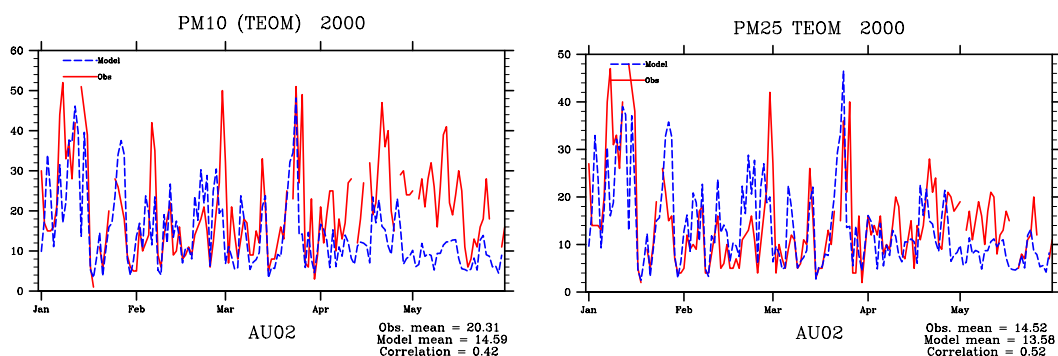 PM10 (TEOM) 2000
60
50
40
30
20
10
0
Model
Obs
Jan Feb Mar Apr May
AU02
Obs. mean = 20.31
Model mean = 14.59
Correlation = 0.42
PM25 TEOM 2000
50
40
30
20
10
0
Model
Obs
Jan Feb Mar Apr May
AU02
Obs. mean = 14.52
Model mean = 13.58
Correlation = 0.52